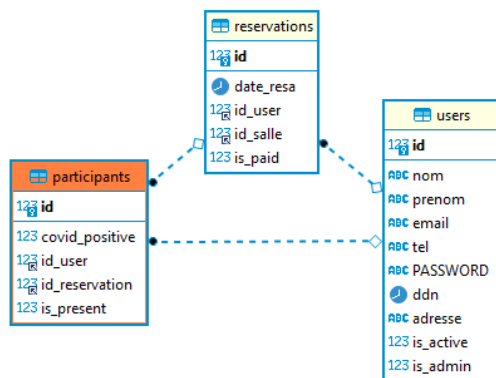 reservations
123 id
date_resa
123 id_user
123 id_salle
123 is_paid
participants
123 id
123 covid_positive
123 id_user
123 id_reservation
123 is_present
users
123 id
ABC nom
ABC prenom
ABC email
ABC tel
ABC PASSWORD
ddn
ABC adresse
123 is_active
123 is_admin